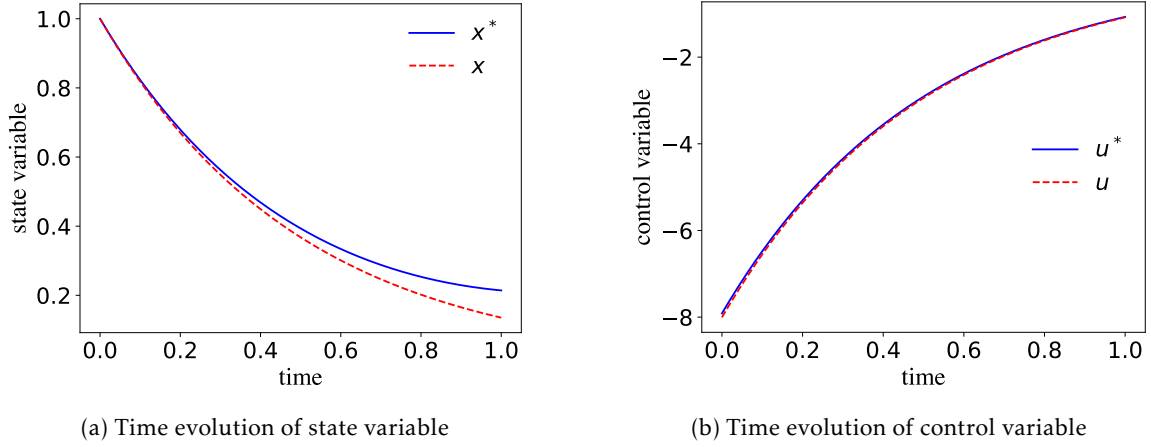 1.0
0.8
0.6
0.4
0.2
state variable
x*
x
0.0 0.2 0.4 0.6 0.8 1.0
time
(a) Time evolution of state variable
−2
−4
−6
−8
control variable
u*
u
0.0 0.2 0.4 0.6 0.8 1.0
time
(b) Time evolution of control variable